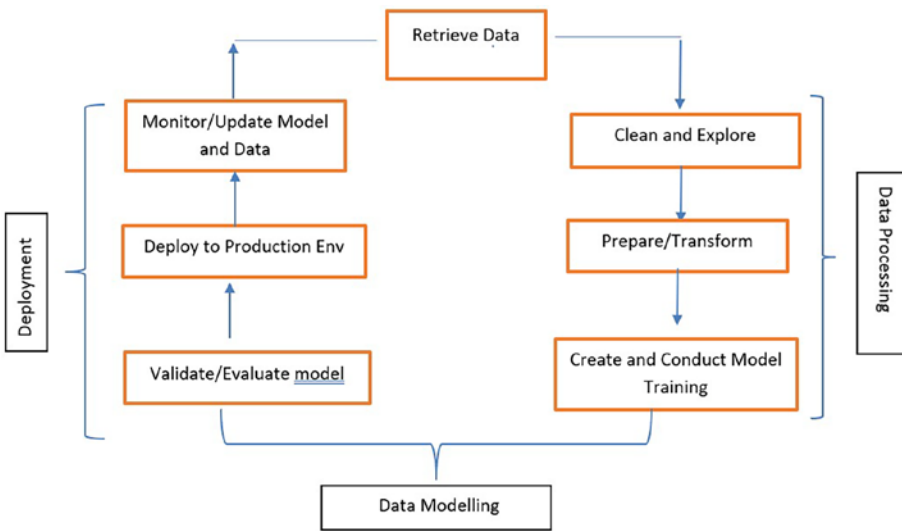 Retrieve Data
Monitor/Update Model
and Data
Clean and Explore
Deploy to Production Env
Prepare/Transform
Validate/Evaluate model
Create and Conduct Model
Training
Deployment
Data Processing
Data Modelling